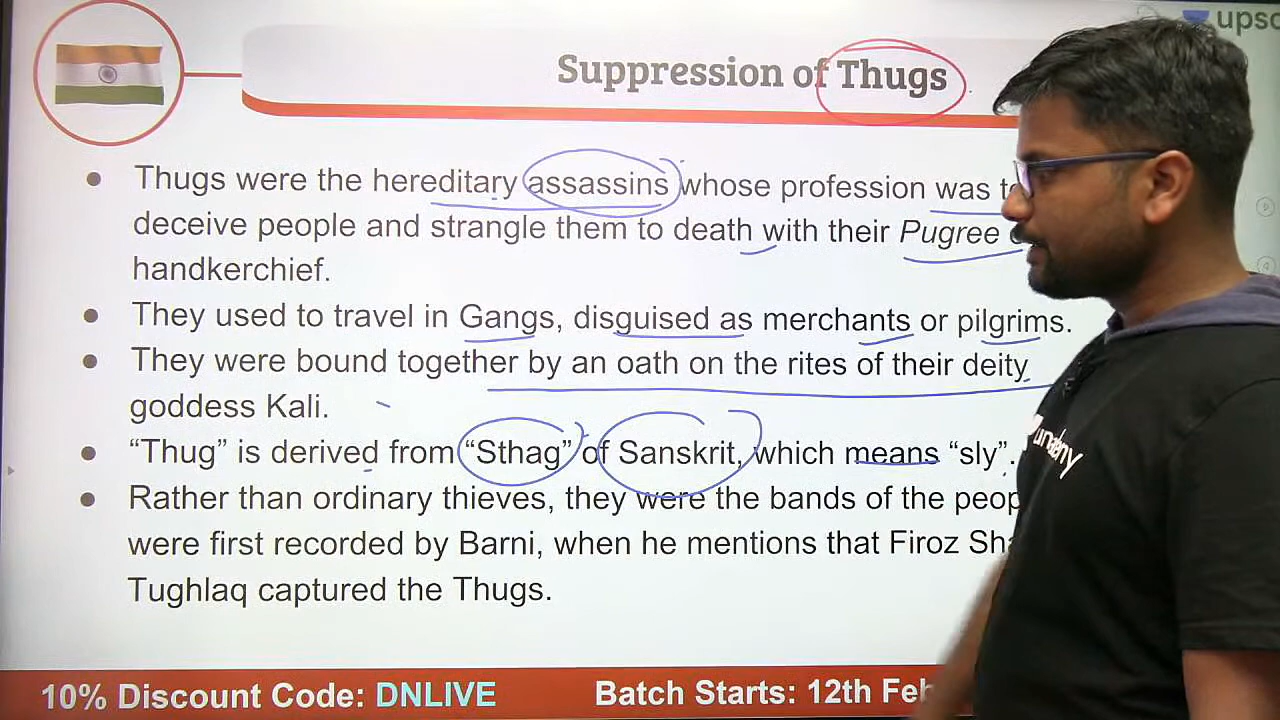 upsc
Suppression of Thugs
● Thugs were the hereditary assassins whose profession was
deceive people and strangle them to death with their Pugree
handkerchief.
● They used to travel in Gangs, disguised as merchants or pilgrims.
● They were bound together by an oath on the rites of their deity
goddess Kali.
● “Thug” is derived from “Sthag” of Sanskrit, which means “sly”.
● Rather than ordinary thieves, they were the bands of the
were first recorded by Barni, when he mentions that Firoz
Tughlaq captured the Thugs.
unacademy
10% Discount Code: DNLIVE
Batch Starts: 12th Feb